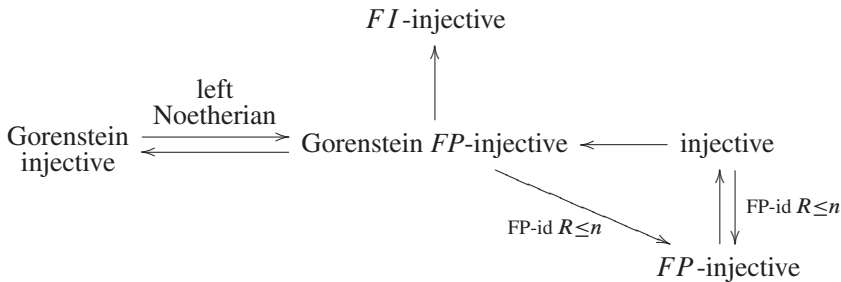 FI-injective
left
Noetherian
Gorenstein
injective
Gorenstein FP-injective
injective
FP-id R≤n
FP-id R≤n
FP-injective